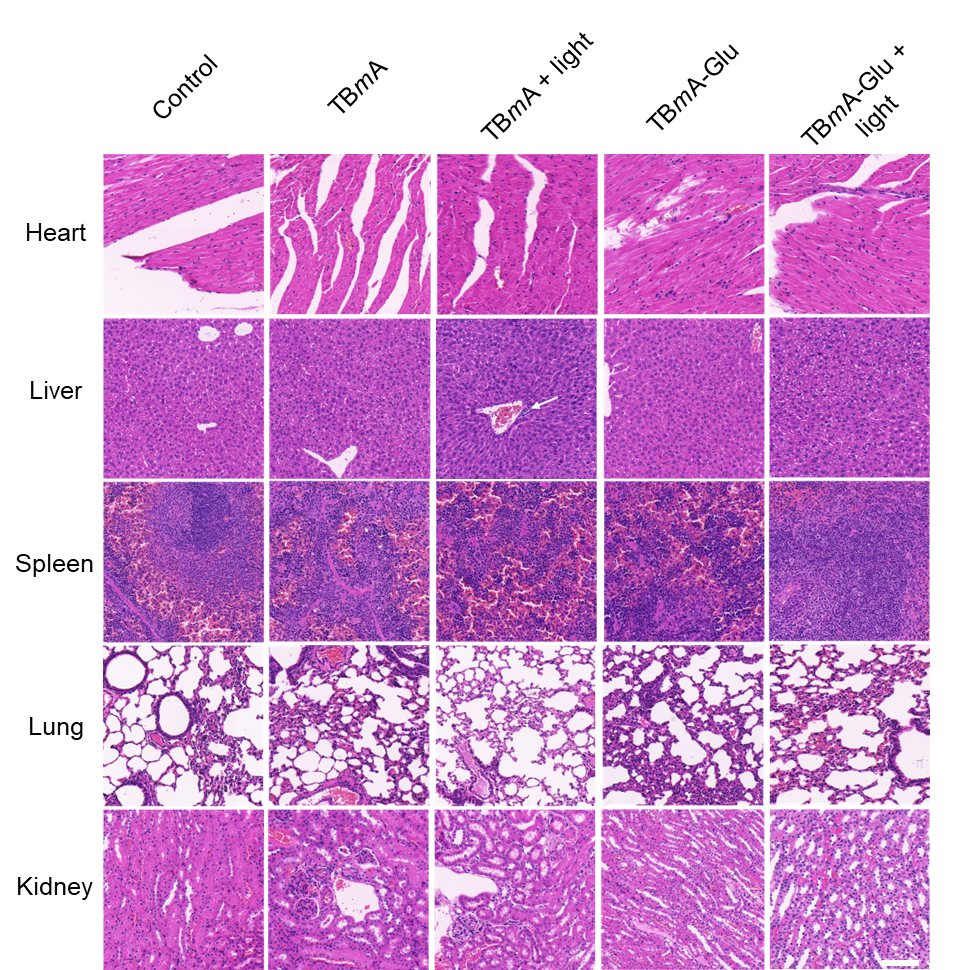 Control
TBmA
TBmA + light
TBmA-Glu
TBmA-Glu +
light
Heart
Liver
Spleen
Lung
Kidney